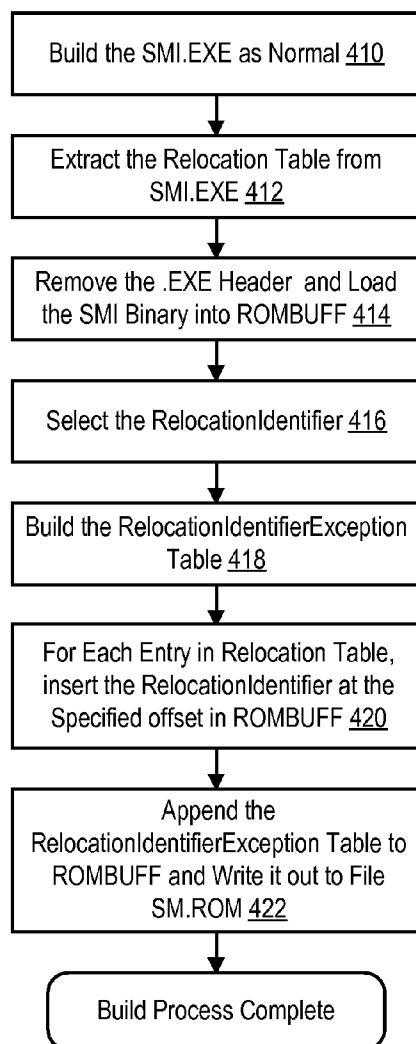 Build the SMI.EXE as Normal 410
Extract the Relocation Table from
SMI.EXE 412
Remove the .EXE Header and Load
the SMI Binary into ROMBUFF 414
Select the RelocationIdentifier 416
Build the RelocationIdentifierException
Table 418
For Each Entry in Relocation Table,
insert the RelocationIdentifier at the
Specified offset in ROMBUFF 420
Append the
RelocationIdentifierException Table to
ROMBUFF and Write it out to File
SM.ROM 422
Build Process Complete